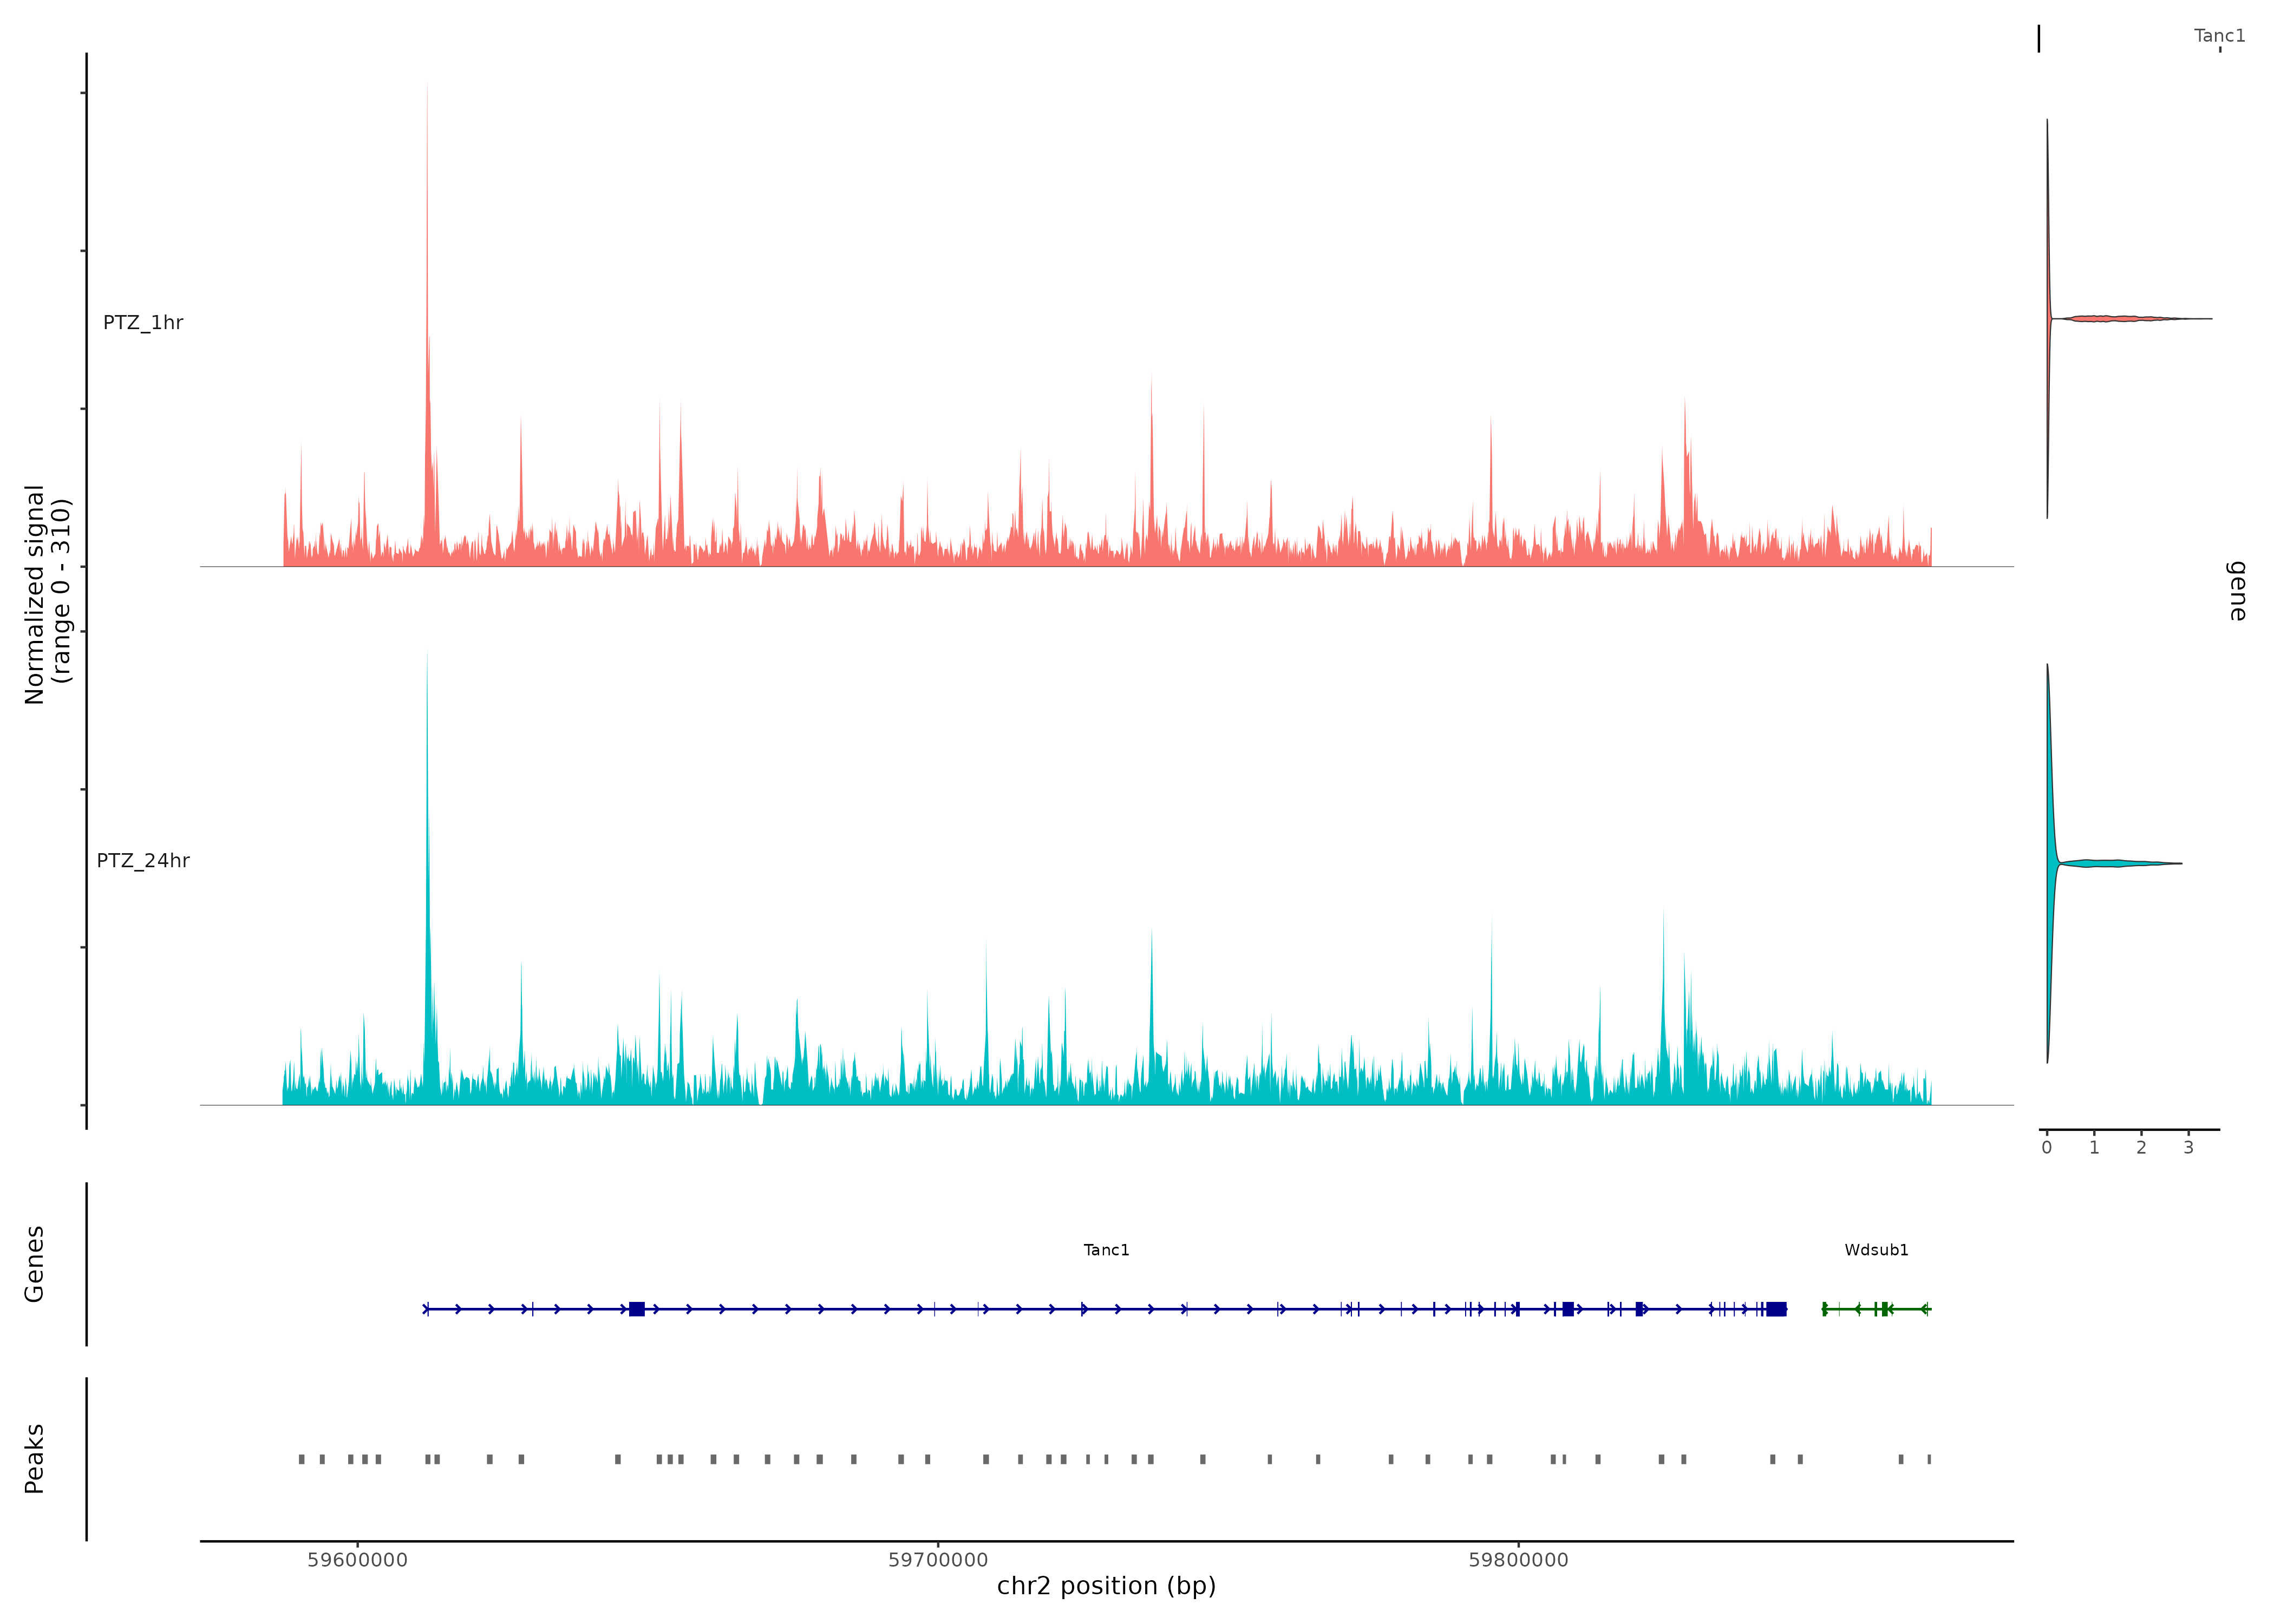 Tanc1
PTZ_1hr
Normalized signal
(range 0 - 310)
gene
PTZ_24hr
0 1 2 3
Genes
Tanc1
Wdsub1
Peaks
59600000 59700000 59800000
chr2 position (bp)